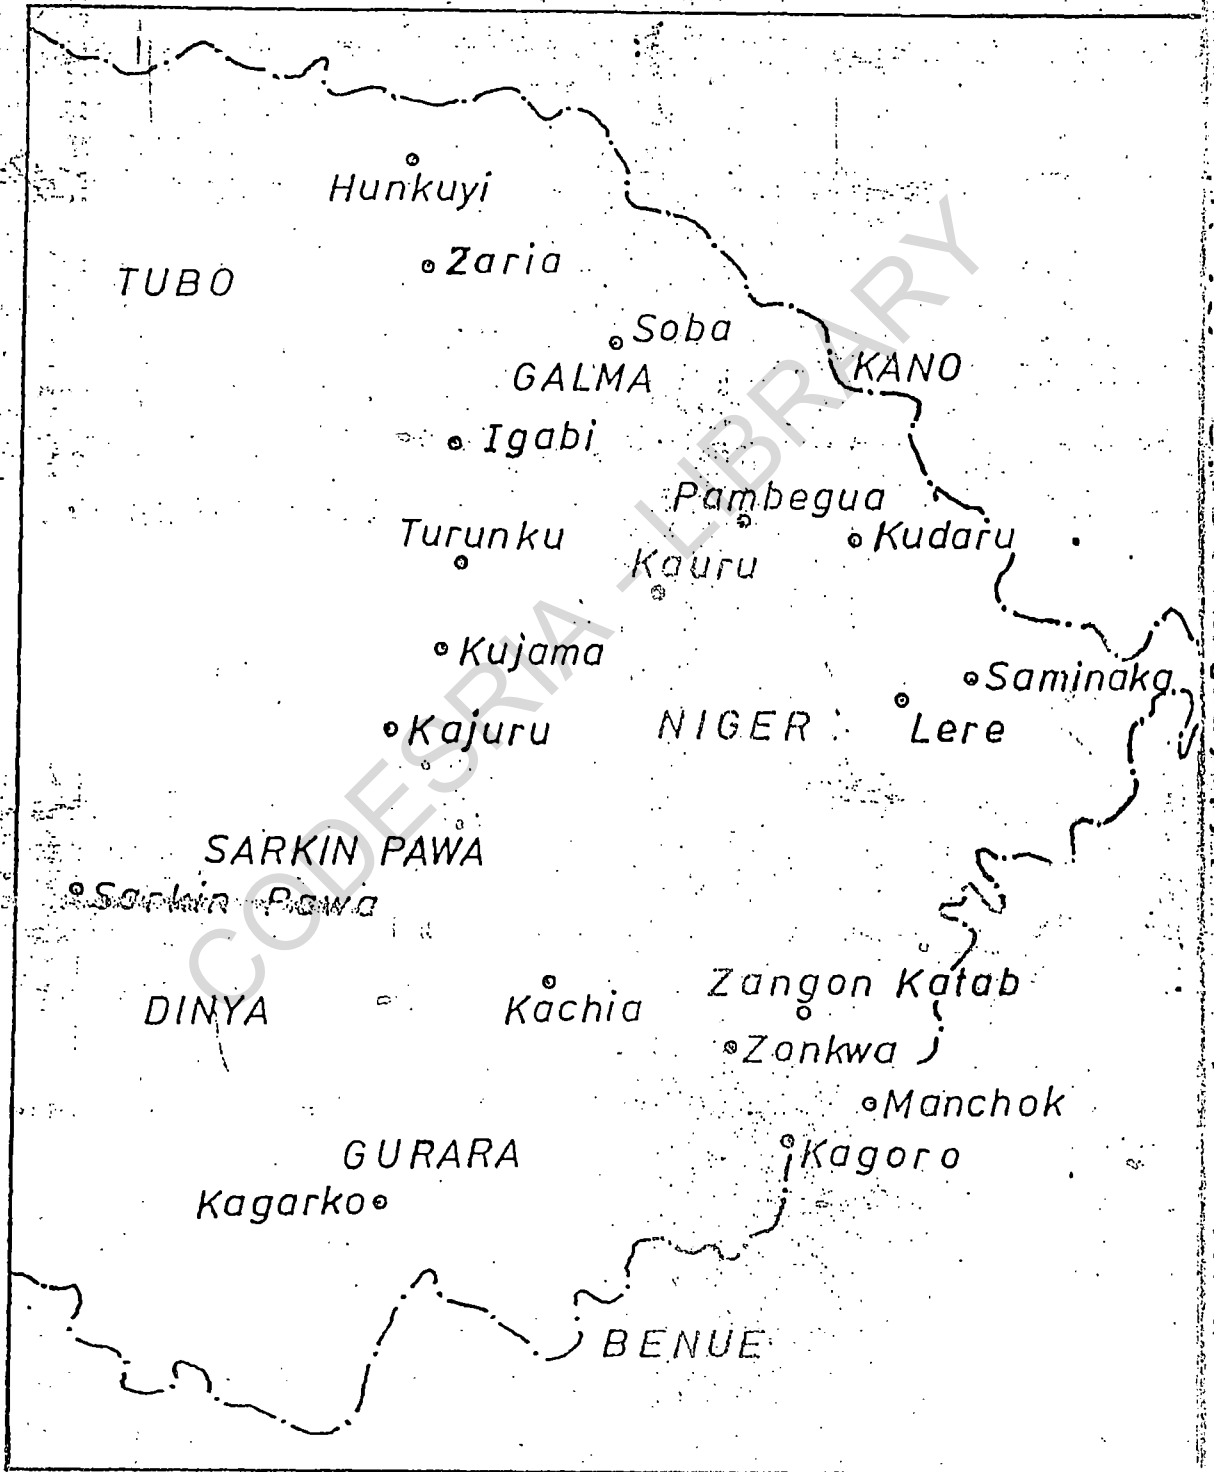 Hunkuyi
Zaria
TUBO
Soba
KANO
GALMA
Igabi
Pambegua
Turunku
Kudaru
Kauru
Kujama
Saminaka
NIGER
Lere
Kajuru
SARKIN PAWA
Sarkin Pawa
Zangon Katab
DINYA
Kachia
Zonkwa
Manchok
GURARA
Kagoro
Kagarko
BENUE
CODESRIA - LIBRARY